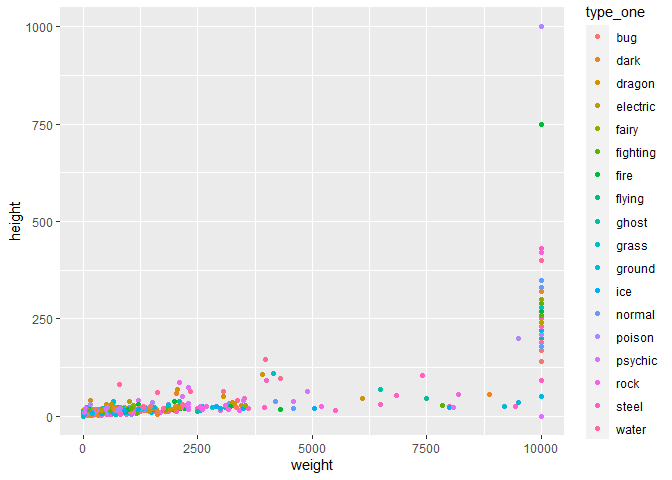 type_one
bug
dark
dragon
electric
fairy
fighting
fire
flying
ghost
grass
ground
ice
normal
poison
psychic
rock
steel
water
height
1000
750
500
250
0
0 2500 5000 7500 10000
weight